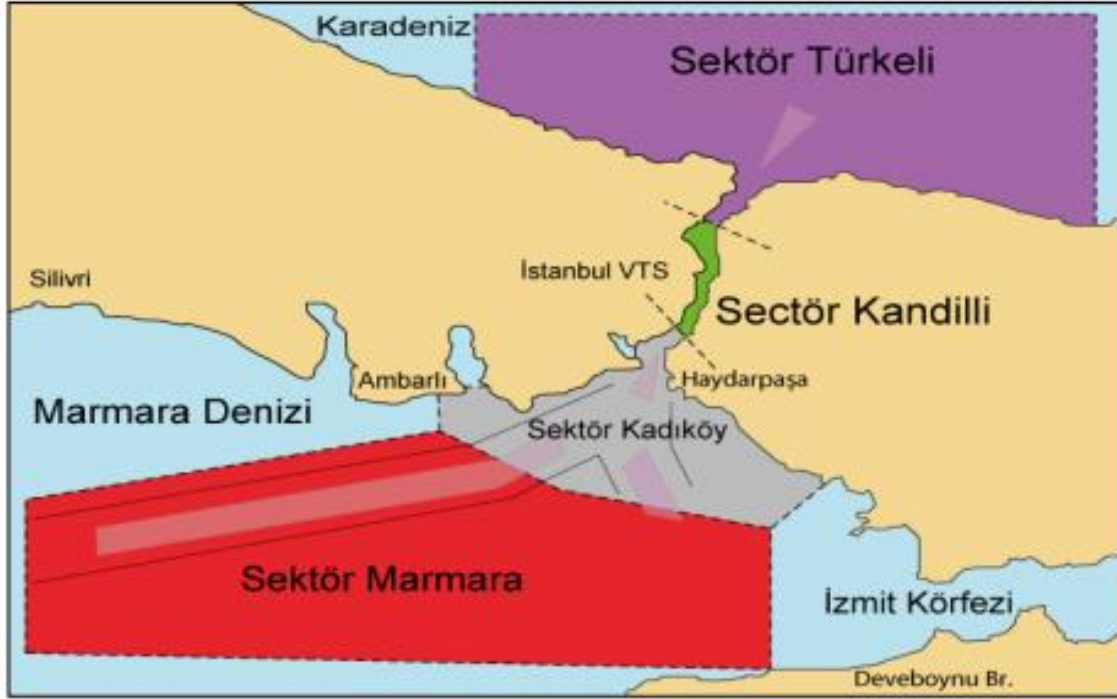 Karadeniz
Sektör Türkeli
İstanbul VTS
Silivri
Sectör Kandilli
Ambarlı
Haydarpaşa
Marmara Denizi
Sektör Kadıköy
Sektör Marmara
İzmit Körfezi
Deveboynu Br.